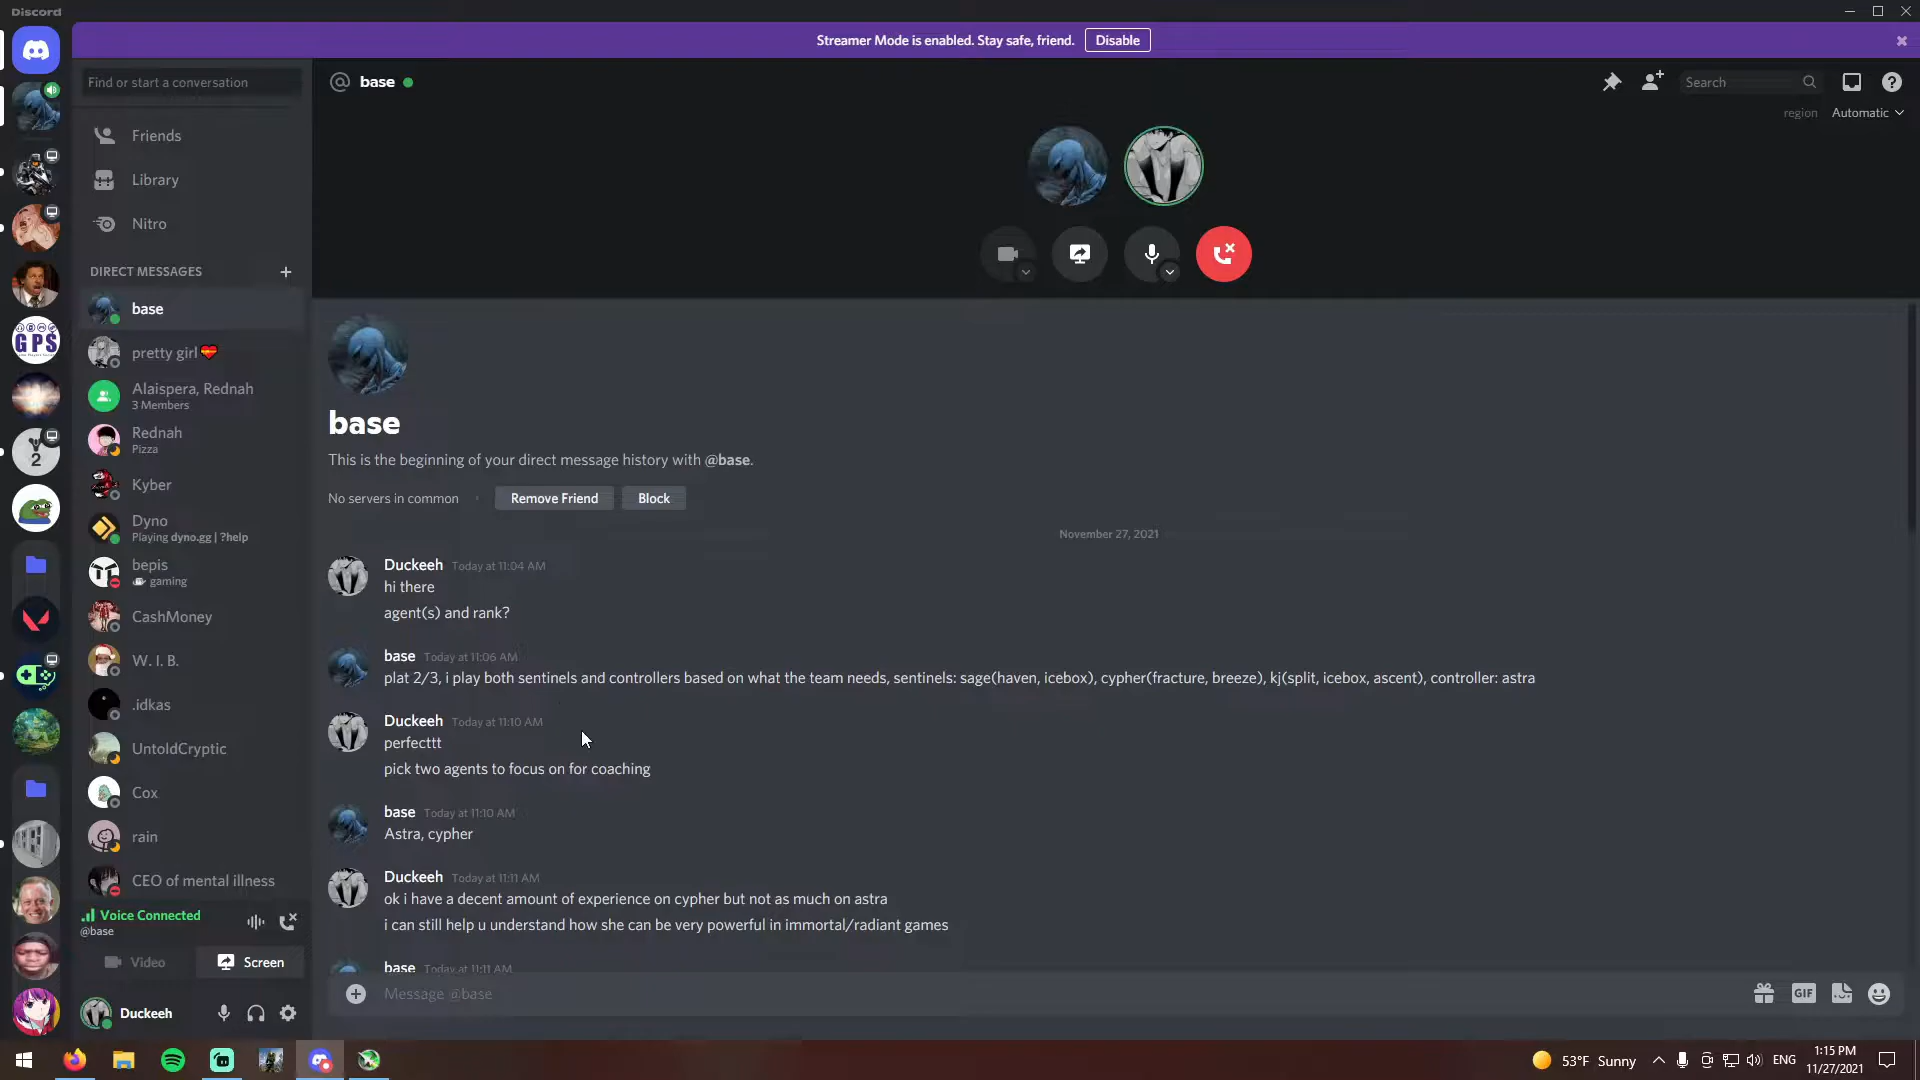 Discord
Streamer Mode is enabled. Stay safe, friend. Disable
Find or start a conversation
base
Search
region Automatic
Friends
Library
Nitro
DIRECT MESSAGES
base
pretty girl
Alaispera, Rednah
3 Members
Rednah
Pizza
Kyber
Dyno
Playing dyno.gg | ?help
bepis
gaming
CashMoney
W. I. B.
.idkas
UntoldCryptic
Cox
rain
CEO of mental illness
Voice Connected
@base
Video Screen
Duckeeh
GPS
2
base
This is the beginning of your direct message history with @base.
No servers in common Remove Friend Block
November 27, 2021
Duckeeh Today at 11:04 AM
hi there
agent(s) and rank?
base Today at 11:06 AM
plat 2/3, i play both sentinels and controllers based on what the team needs, sentinels: sage(haven, icebox), cypher(fracture, breeze), kj(split, icebox, ascent), controller: astra
Duckeeh Today at 11:10 AM
perfecttt
pick two agents to focus on for coaching
base Today at 11:10 AM
Astra, cypher
Duckeeh Today at 11:11 AM
ok i have a decent amount of experience on cypher but not as much on astra
i can still help u understand how she can be very powerful in immortal/radiant games
base Today at 11:11 AM
Message @base
GIF
53°F Sunny
ENG
1:15 PM
11/27/2021